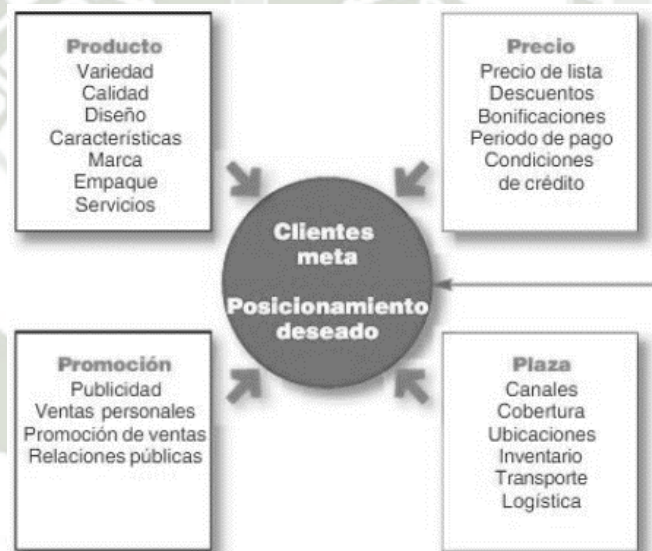 Producto
Variedad
Calidad
Diseño
Características
Marca
Empaque
Servicios
Precio
Precio de lista
Descuentos
Bonificaciones
Periodo de pago
Condiciones
de crédito
Clientes
meta
Posicionamiento
deseado
Promoción
Publicidad
Ventas personales
Promoción de ventas
Relaciones públicas
Plaza
Canales
Cobertura
Ubicaciones
Inventario
Transporte
Logística